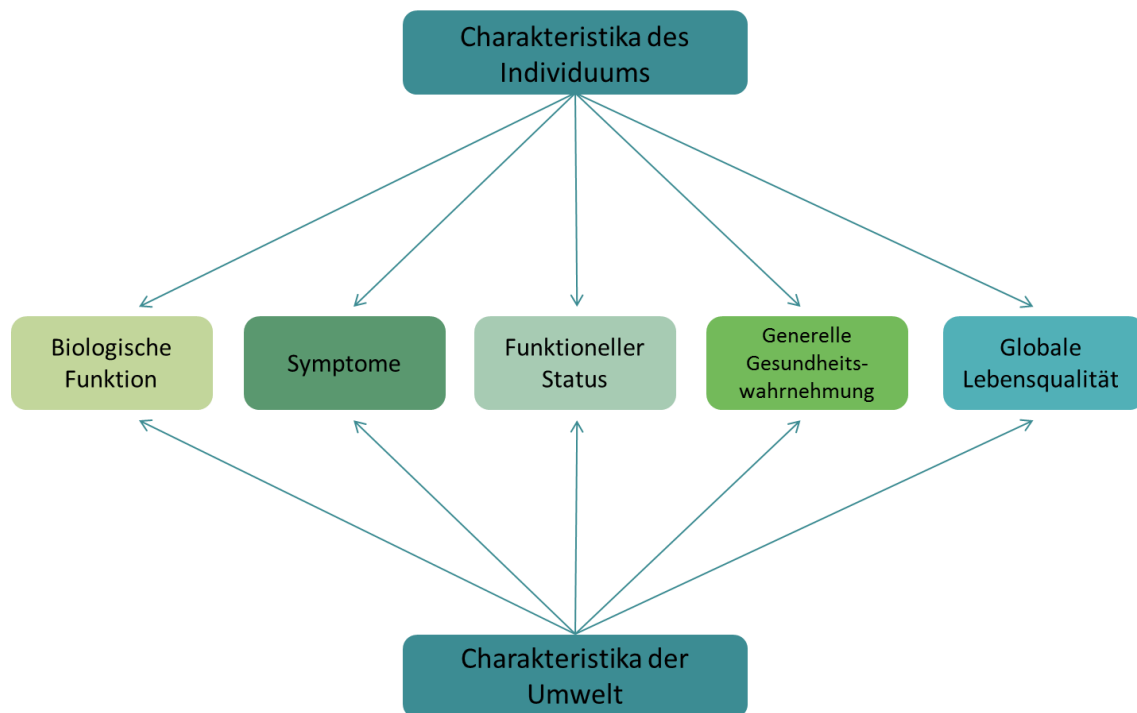 Charakteristika des
Individuums
Biologische
Funktion
Symptome
Funktioneller
Status
Generelle
Gesundheits-
wahrnehmung
Globale
Lebensqualität
Charakteristika der
Umwelt